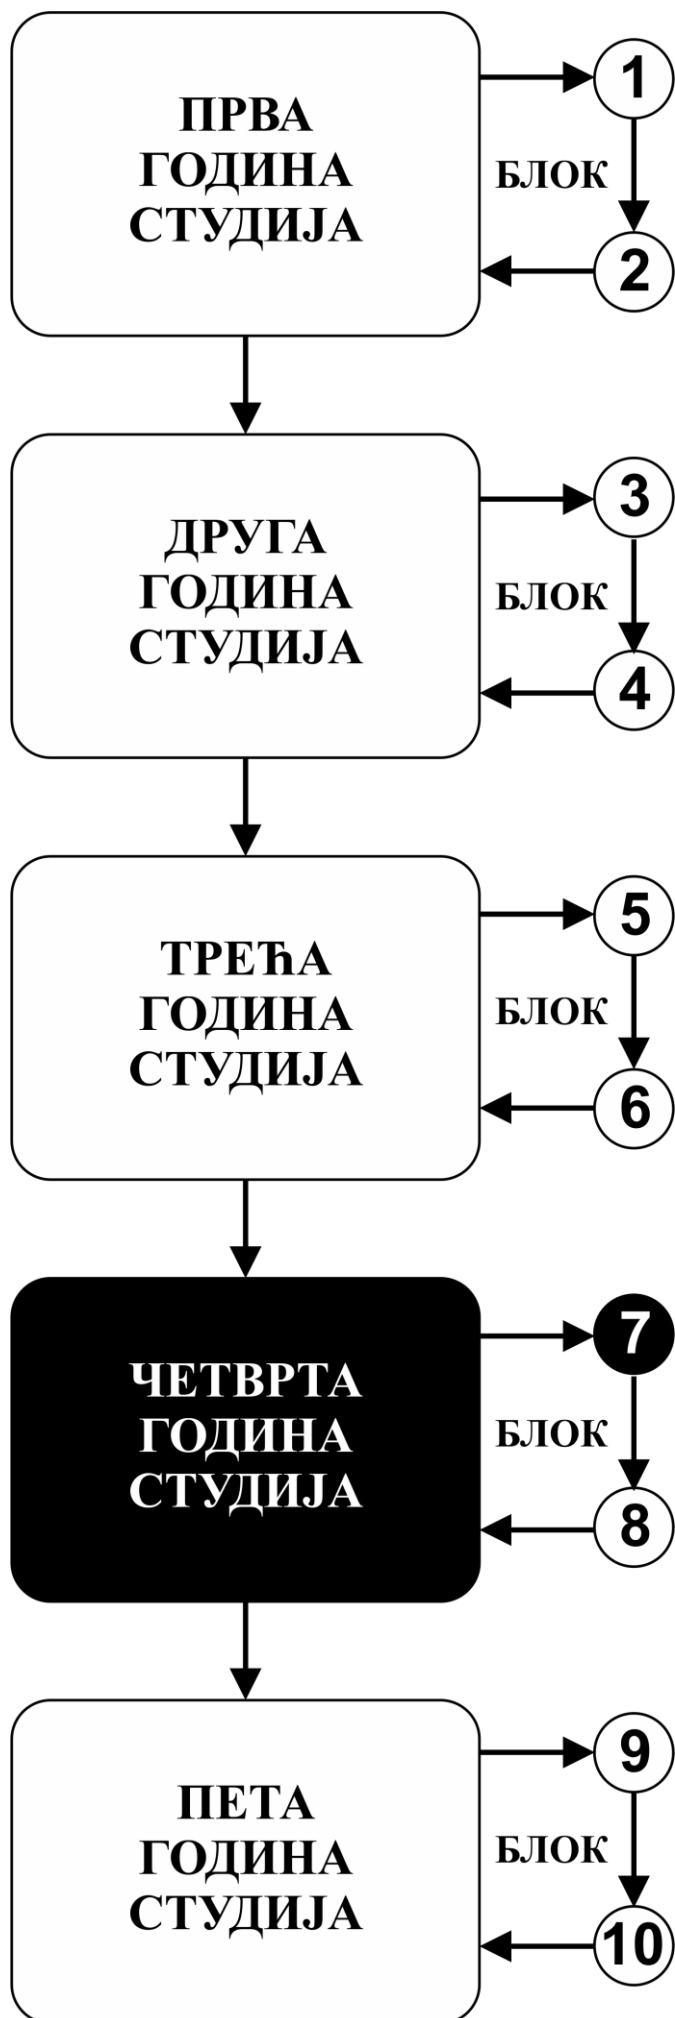 ПРВА
ГОДИНА
СТУДИЈА
1
БЛОК
2
ДРУГА
ГОДИНА
СТУДИЈА
3
БЛОК
4
ТРЕЋА
ГОДИНА
СТУДИЈА
5
БЛОК
6
ЧЕТВРТА
ГОДИНА
СТУДИЈА
7
БЛОК
8
ПЕТА
ГОДИНА
СТУДИЈА
9
БЛОК
10